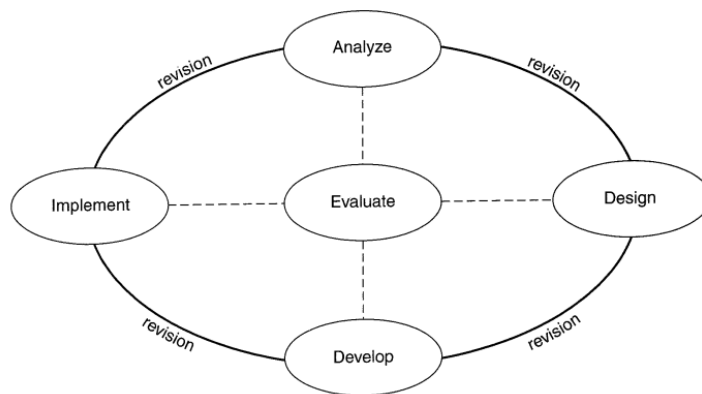 Analyze
revision
revision
Implement
Evaluate
Design
revision
revision
Develop